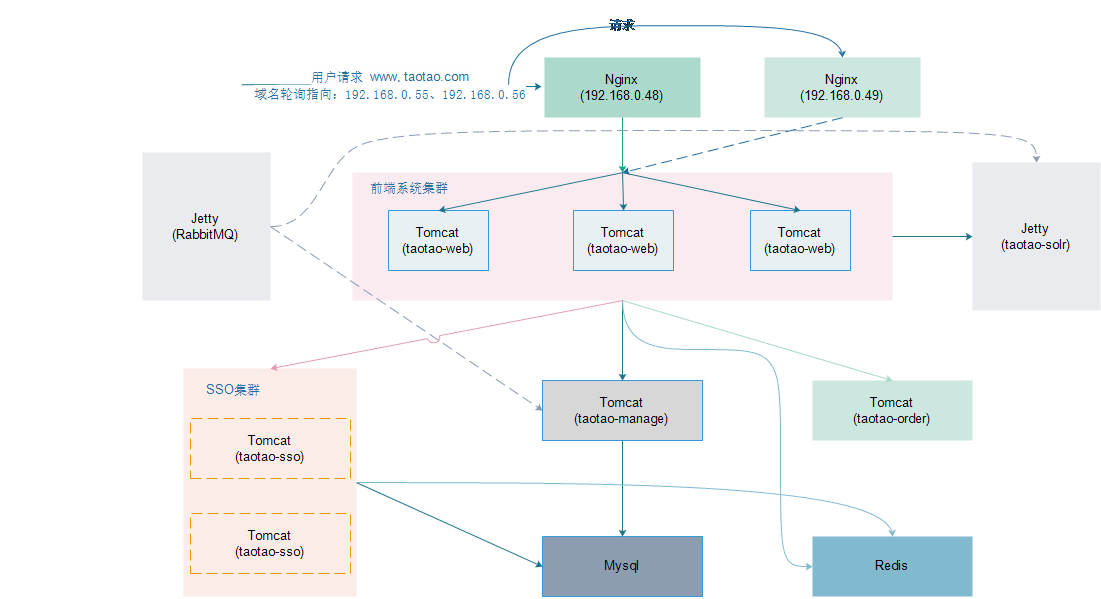 请求
用户请求 www.taotao.com
域名轮询指向：192.168.0.55、192.168.0.56
Nginx
(192.168.0.48)
Nginx
(192.168.0.49)
Jetty
(RabbitMQ)
前端系统集群
Tomcat
(taotao-web)
Tomcat
(taotao-web)
Tomcat
(taotao-web)
Jetty
(taotao-solr)
SSO集群
Tomcat
(taotao-sso)
Tomcat
(taotao-sso)
Tomcat
(taotao-manage)
Tomcat
(taotao-order)
Mysql
Redis